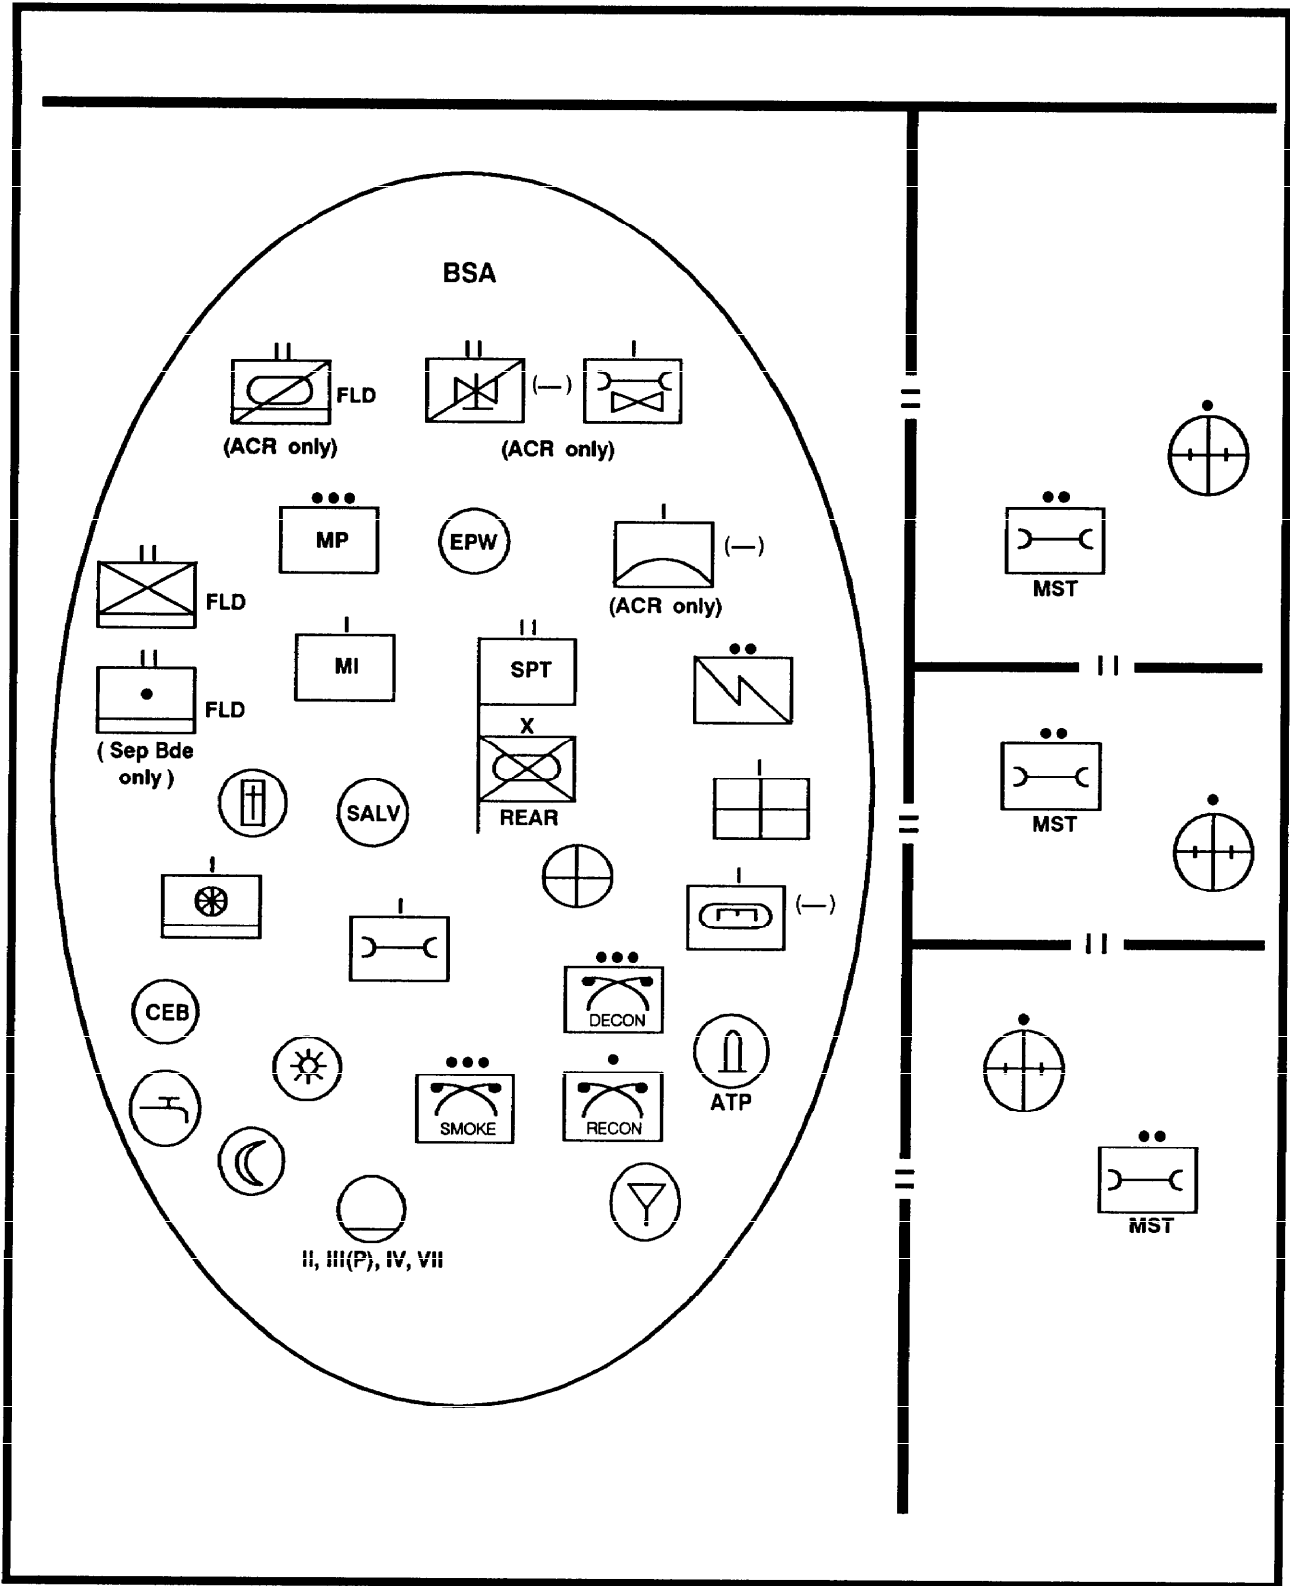 BSA
FLD
(—)
(ACR only)
(ACR only)
MP
EPW
(—)
(ACR only)
MST
FLD
MI
SPT
FLD
( Sep Bde
only )
X
REAR
SALV
MST
(—)
CEB
DECON
ATP
SMOKE
RECON
MST
II, III(P), IV, VII